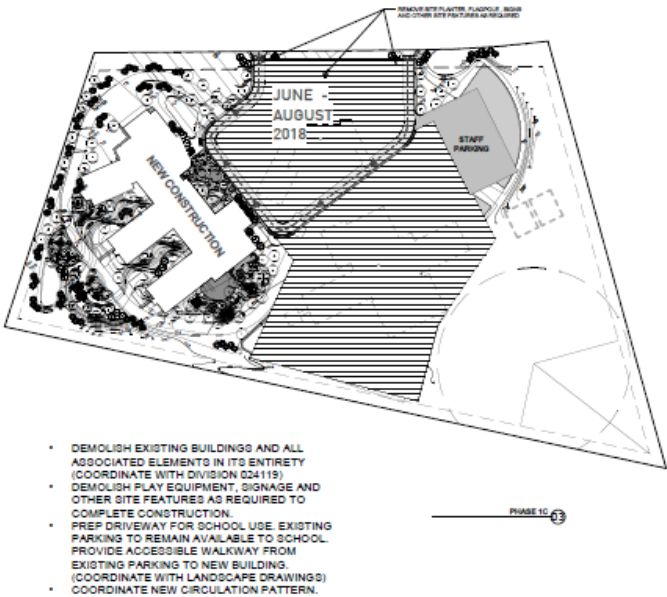 REMOVE SITE PLANTER, FLAGPOLE, SIGNS
AND OTHER SITE FEATURES AS REQUIRED
JUNE -
AUGUST
2018
STAFF
PARKING
NEW CONSTRUCTION
• DEMOLISH EXISTING BUILDINGS AND ALL
ASSOCIATED ELEMENTS IN ITS ENTIRETY
(COORDINATE WITH DIVISION 024119)
• DEMOLISH PLAY EQUIPMENT, SIGNAGE AND
OTHER SITE FEATURES AS REQUIRED TO
COMPLETE CONSTRUCTION.
• PREP DRIVEWAY FOR SCHOOL USE. EXISTING
PARKING TO REMAIN AVAILABLE TO SCHOOL.
PROVIDE ACCESSIBLE WALKWAY FROM
EXISTING PARKING TO NEW BUILDING.
(COORDINATE WITH LANDSCAPE DRAWINGS)
• COORDINATE NEW CIRCULATION PATTERN.
PHASE 1C 03